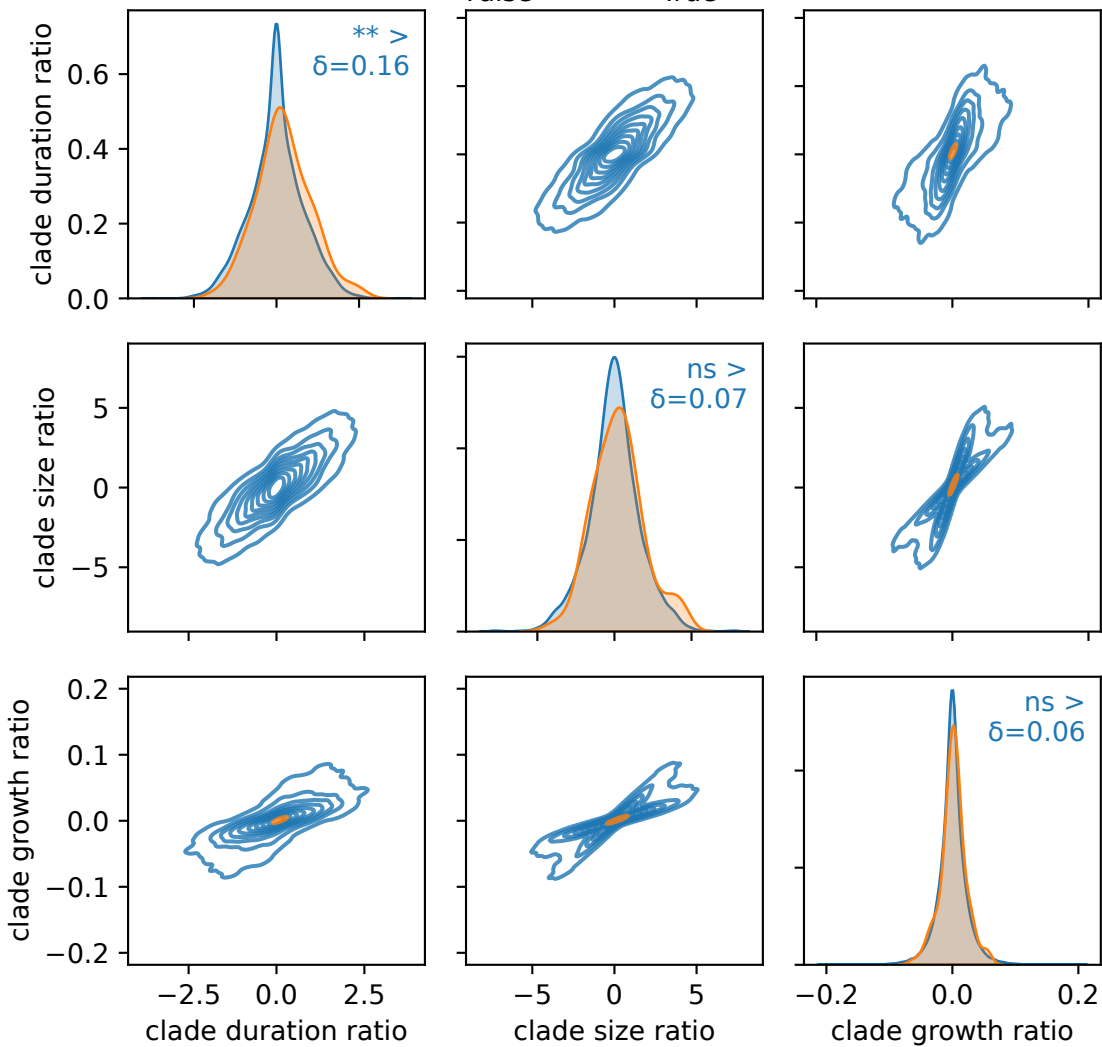 ** >
δ=0.16
clade duration ratio
0.6
0.4
0.2
0.0
ns >
δ=0.07
clade size ratio
5
0
−5
ns >
δ=0.06
clade growth ratio
0.2
0.1
0.0
−0.1
−0.2
−2.5 0.0 2.5
−5 0 5
−0.2 0.0 0.2
clade duration ratio
clade size ratio
clade growth ratio